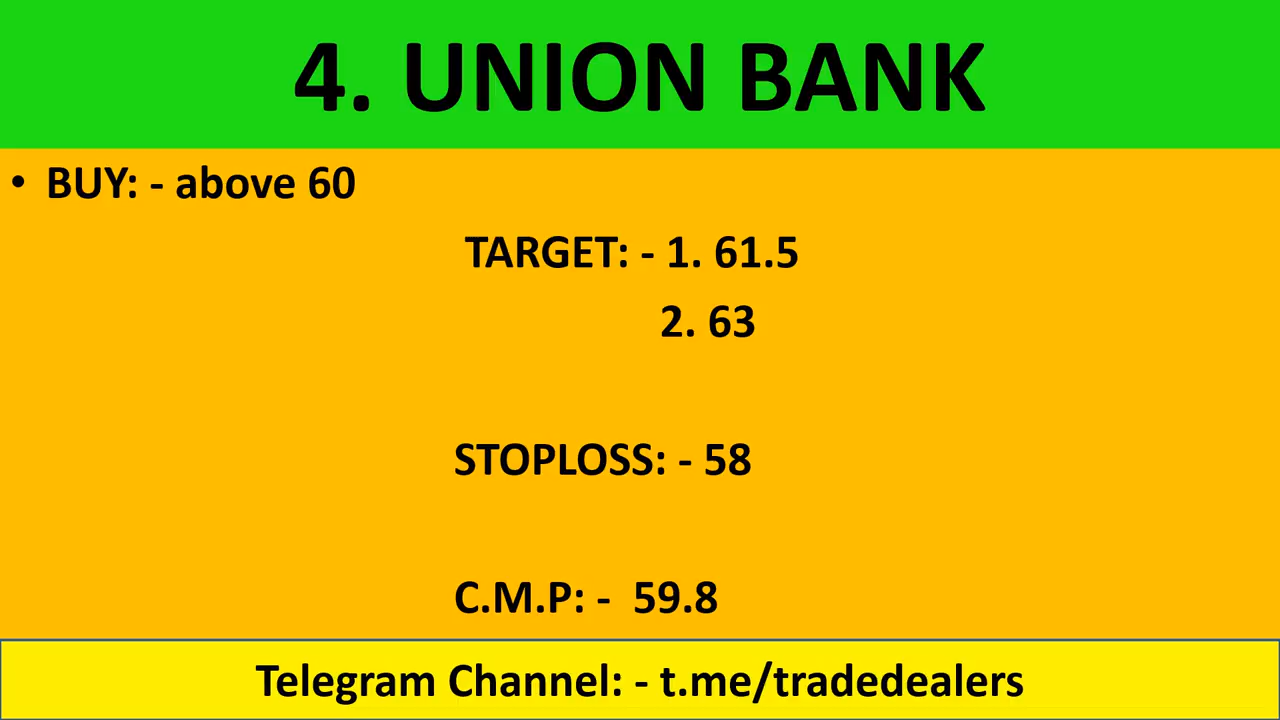 4. UNION BANK
• BUY: - above 60
TARGET: - 1. 61.5
2. 63
STOPLOSS: - 58
C.M.P: - 59.8
Telegram Channel: - t.me/tradedealers